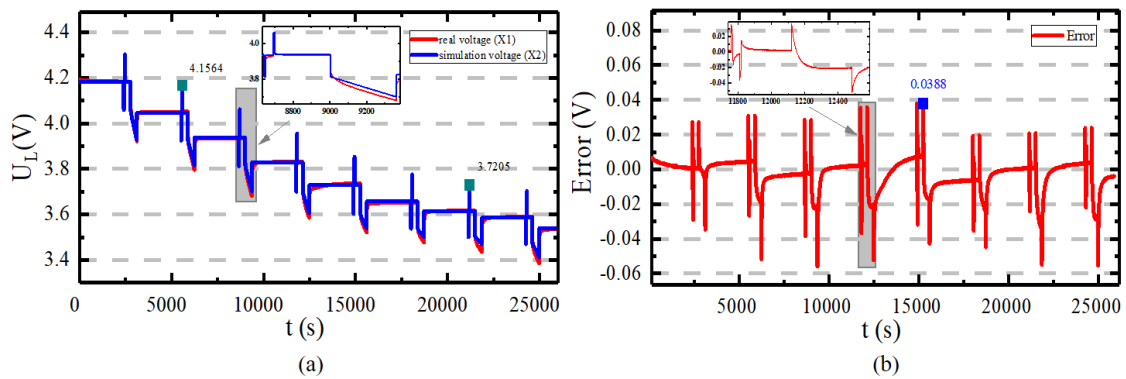 real voltage (X1)
simulation voltage (X2)
4.1564
3.7205
U_L(V)
4.4
4.2
4.0
3.8
3.6
3.4
0 5000 10000 15000 20000 25000
t (s)
4.0
3.8
8800 9000 9200
(a)
Error
0.0388
Error (V)
0.06
0.04
0.02
0.00
-0.02
-0.04
-0.06
5000 10000 15000 20000 25000
t (s)
0.02
0.00
-0.02
-0.04
11800 12000 12200 12400
(b)